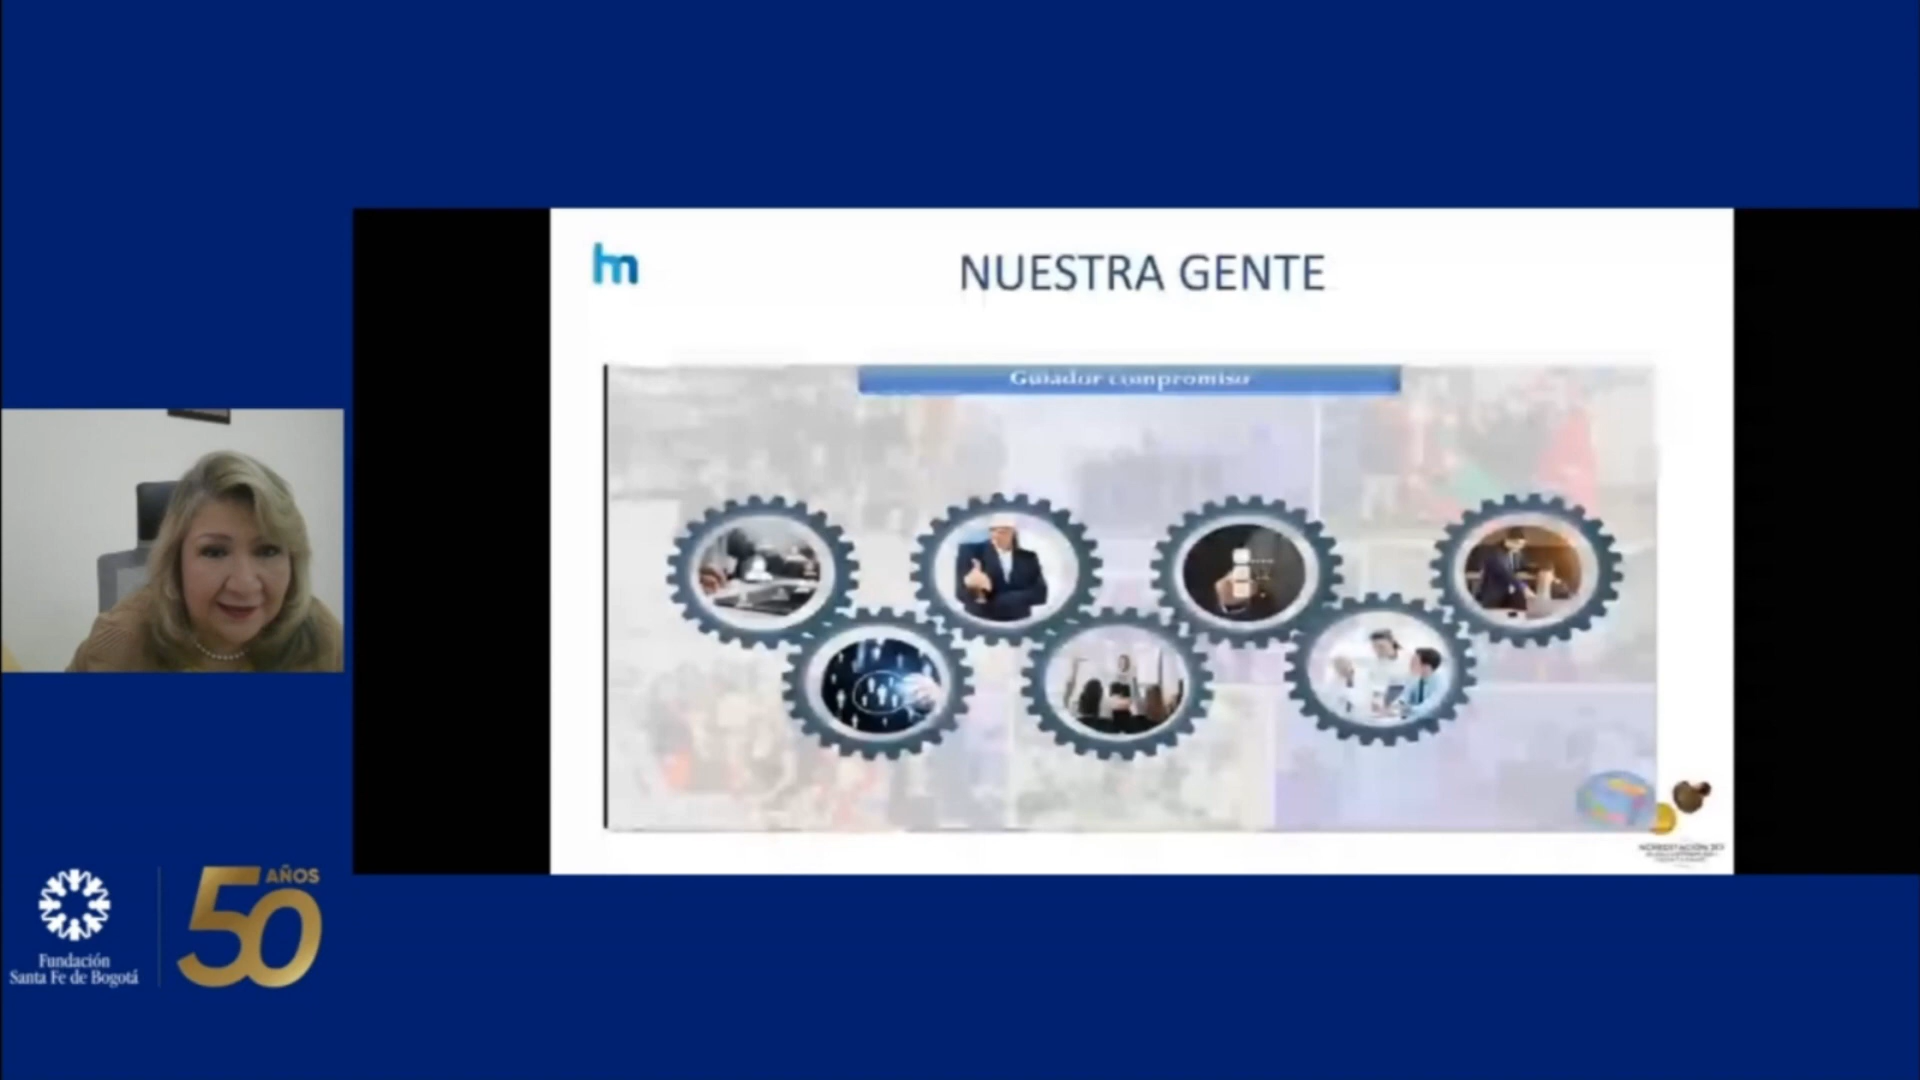 hm
NUESTRA GENTE
Guiador compromiso
50 AÑOS
Fundación
Santa Fe de Bogotá